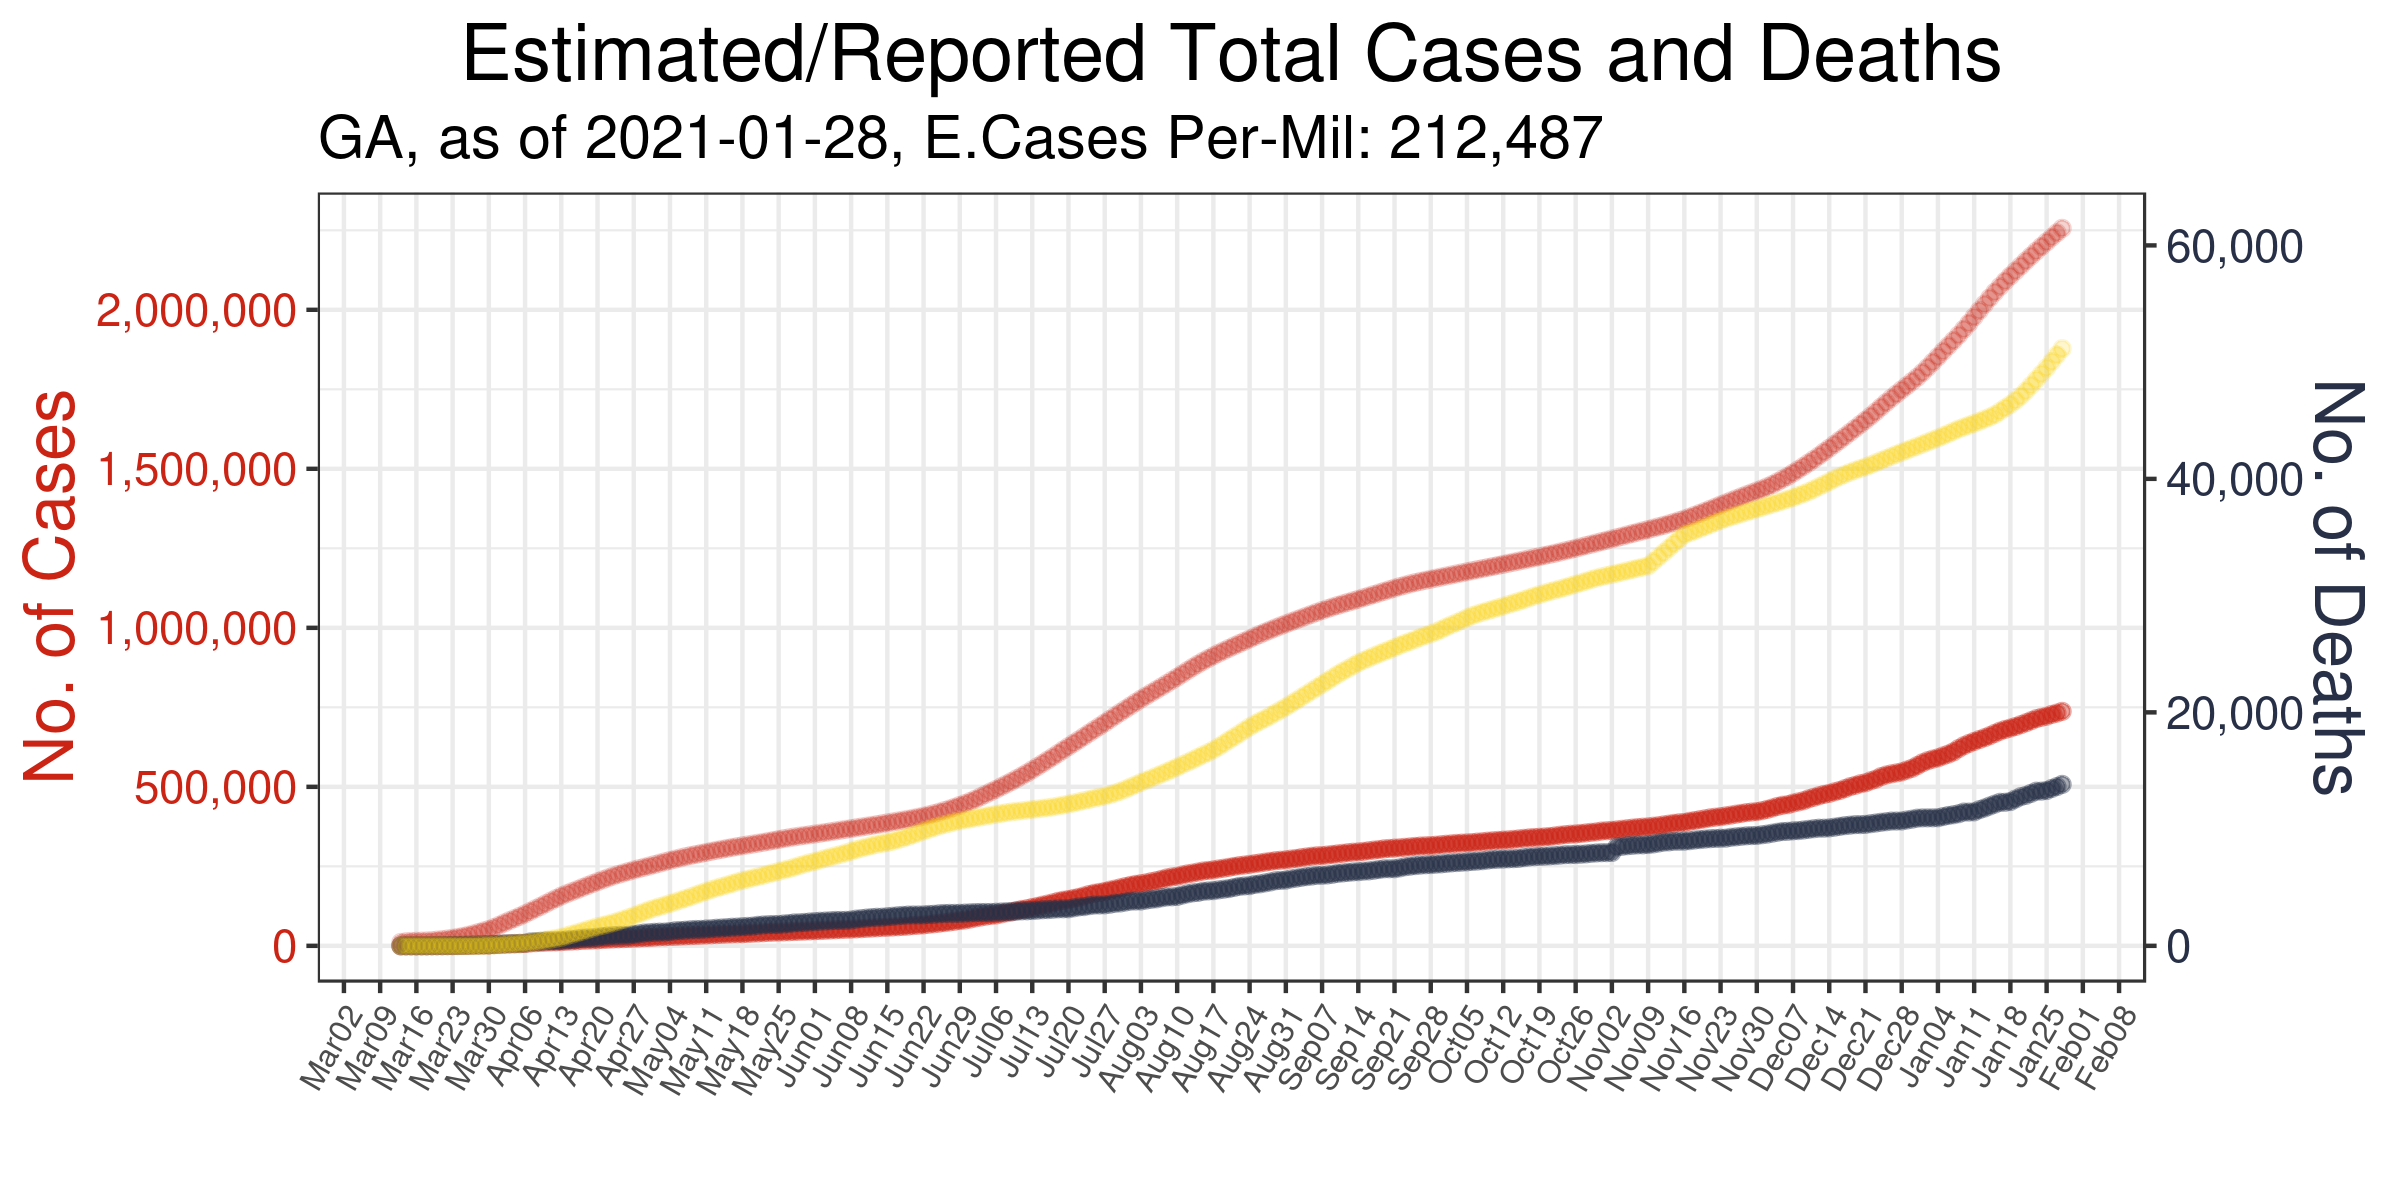 Estimated/Reported Total Cases and Deaths
GA, as of 2021-01-28, E.Cases Per-Mil: 212,487
No. of Cases
2,000,000
1,500,000
1,000,000
500,000
0
60,000
40,000
20,000
0
No. of Deaths
Mar02
Mar09
Mar16
Mar23
Mar30
Apr06
Apr13
Apr20
Apr27
May04
May11
May18
May25
Jun01
Jun08
Jun15
Jun22
Jun29
Jul06
Jul13
Jul20
Jul27
Aug03
Aug10
Aug17
Aug24
Aug31
Sep07
Sep14
Sep21
Sep28
Oct05
Oct12
Oct19
Oct26
Nov02
Nov09
Nov16
Nov23
Nov30
Dec07
Dec14
Dec21
Dec28
Jan04
Jan11
Jan18
Jan25
Feb01
Feb08